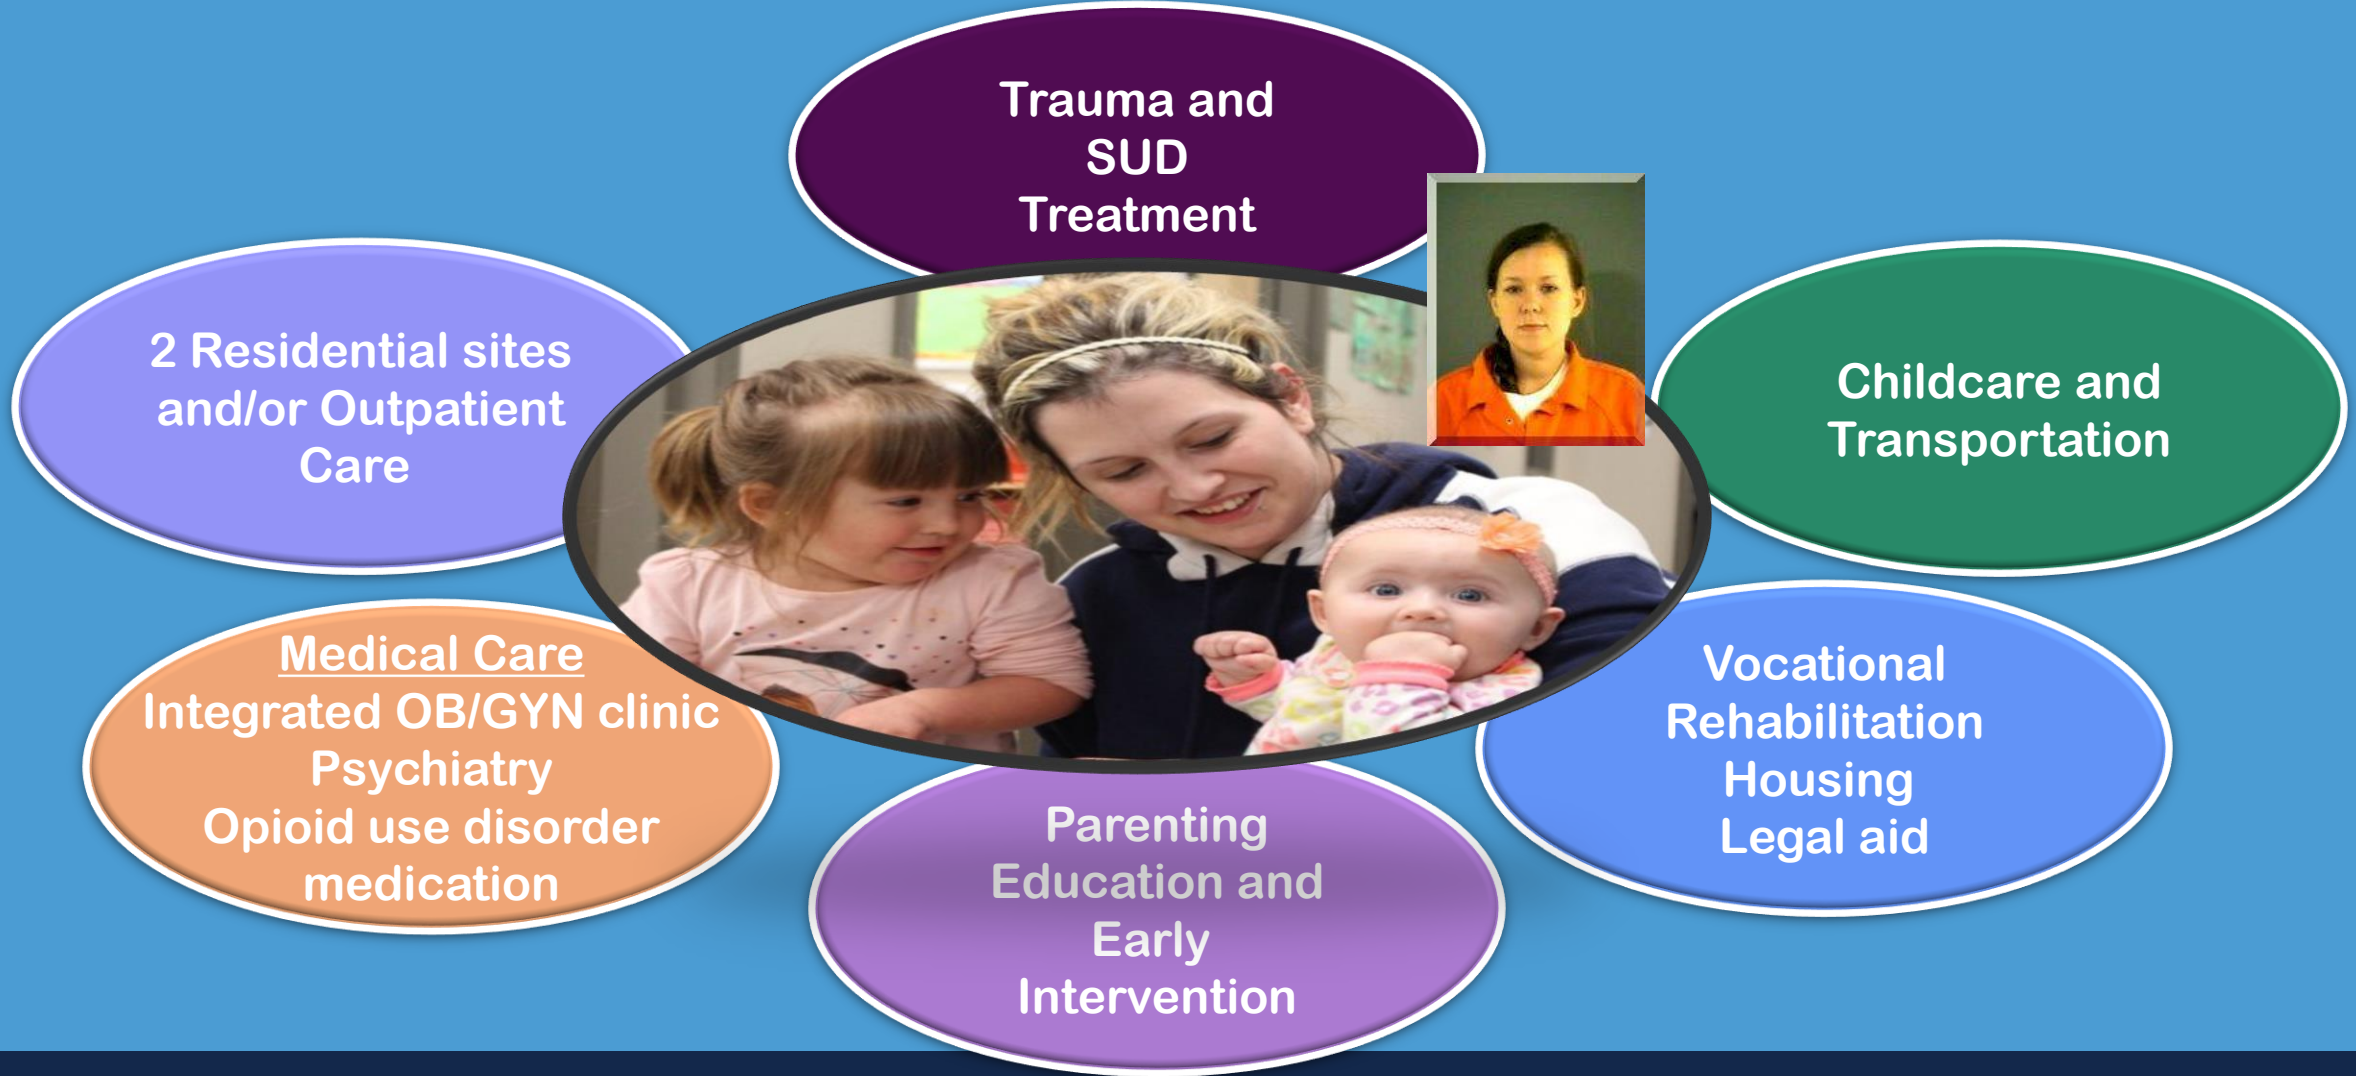 Trauma and
SUD
Treatment
2 Residential sites
and/or Outpatient
Care
Childcare and
Transportation
Medical Care
Integrated OB/GYN clinic
Psychiatry
Opioid use disorder
medication
Vocational
Rehabilitation
Housing
Legal aid
Parenting
Education and
Early
Intervention